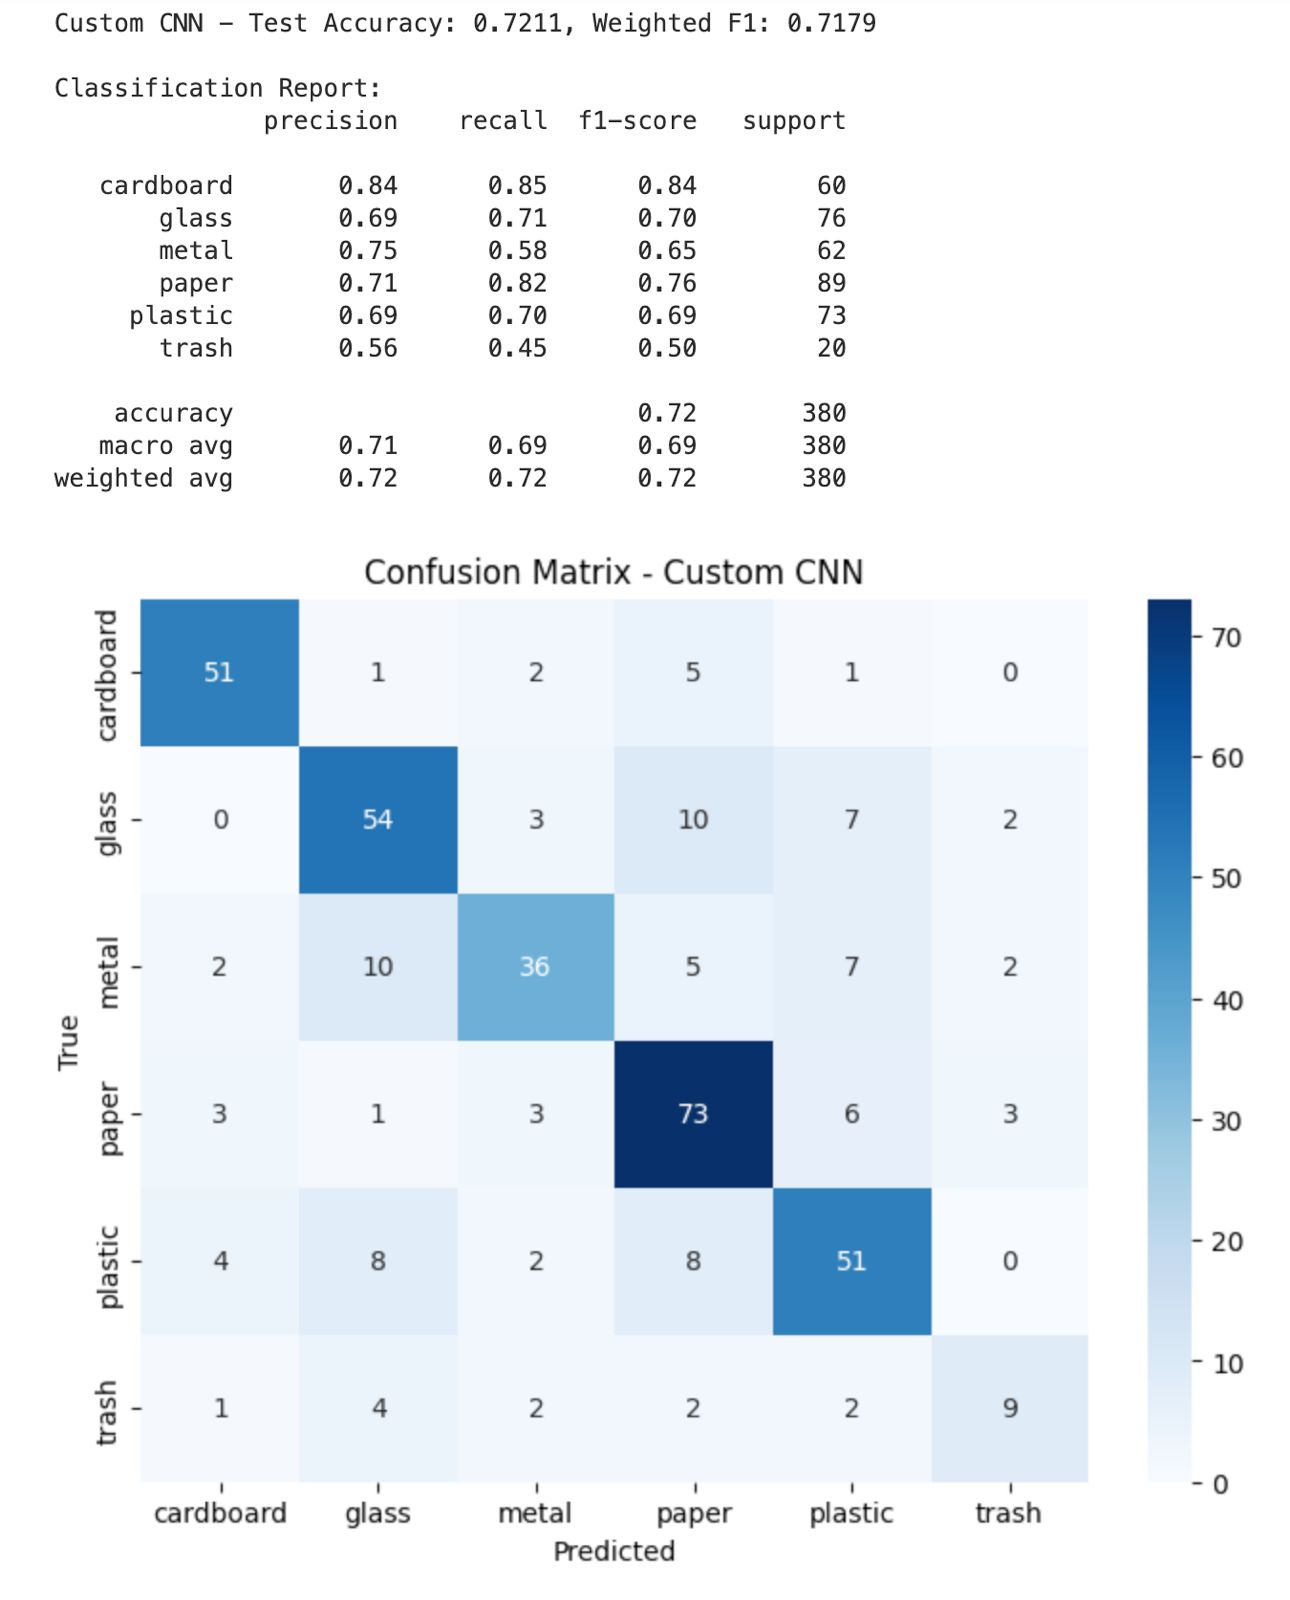 Custom CNN – Test Accuracy: 0.7211, Weighted F1: 0.7179
Classification Report:
precision recall f1-score support
cardboard 0.84 0.85 0.84 60
glass 0.69 0.71 0.70 76
metal 0.75 0.58 0.65 62
paper 0.71 0.82 0.76 89
plastic 0.69 0.70 0.69 73
trash 0.56 0.45 0.50 20
accuracy 0.72 380
macro avg 0.71 0.69 0.69 380
weighted avg 0.72 0.72 0.72 380
Confusion Matrix - Custom CNN
cardboard 51 1 2 5 1 0
glass 0 54 3 10 7 2
metal 2 10 36 5 7 2
paper 3 1 3 73 6 3
plastic 4 8 2 8 51 0
trash 1 4 2 2 2 9
True
cardboard glass metal paper plastic trash
Predicted
70
60
50
40
30
20
10
0